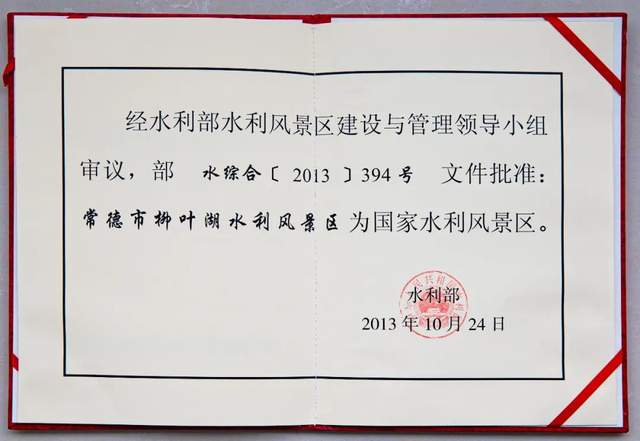 经水利部水利风景区建设与管理领导小组
审议，部 水综合〔2013〕394号 文件批准：
常德市柳叶湖水利风景区为国家水利风景区。
水利部
2013年10月24日